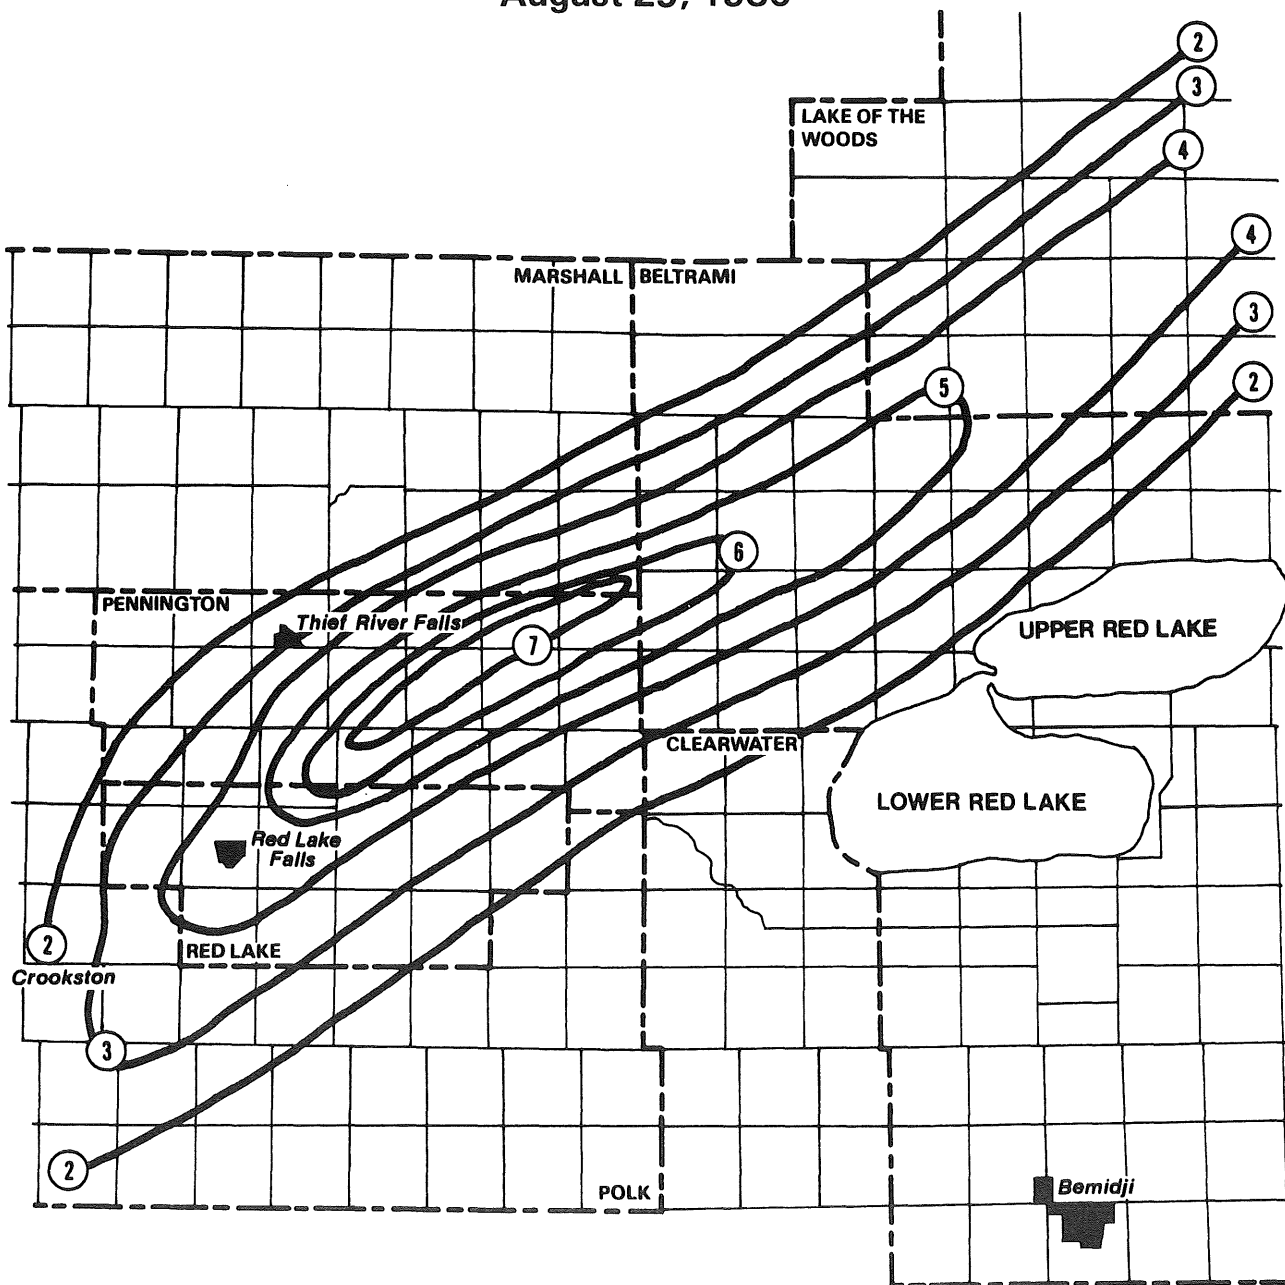 2
3
LAKE OF THE
WOODS
4
4
MARSHALL
BELTRAMI
3
2
5
6
PENNINGTON
Thief River Falls
7
UPPER RED LAKE
CLEARWATER
LOWER RED LAKE
Red Lake
Falls
2
RED LAKE
Crookston
3
2
POLK
Bemidji